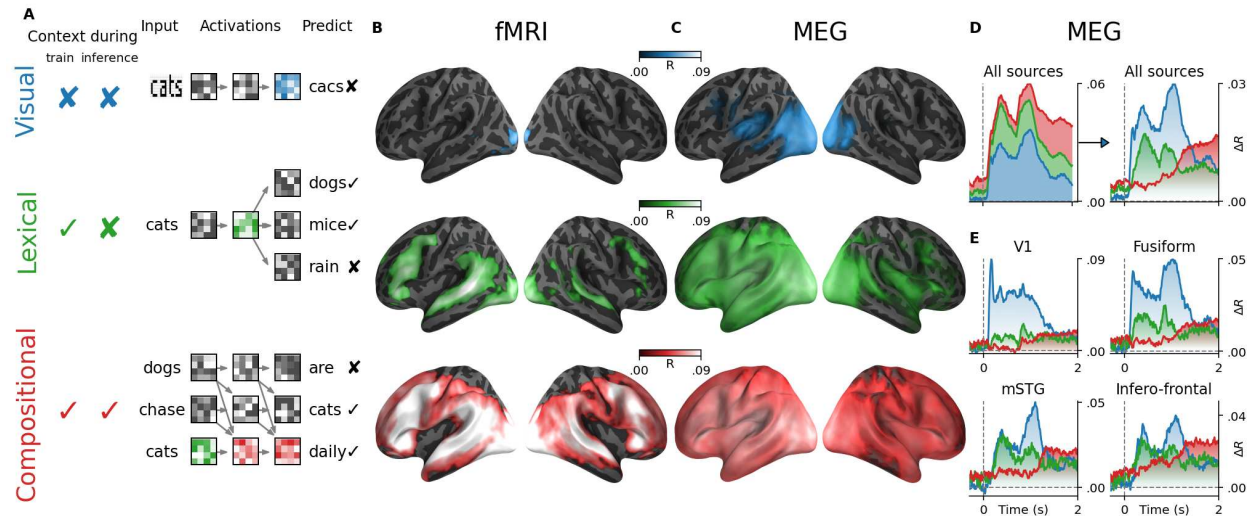 A
Context during
train inference
Input Activations Predict
Visual
✘ ✘
cats
cacs ✘
Lexical
✓ ✘
cats
dogs ✓
mice ✓
rain ✘
Compositional
✓ ✓
dogs
are ✘
chase
cats ✓
cats
daily ✓
B
fMRI
C
MEG
.00 R .09
.00 R .09
.00 R .09
D
MEG
All sources
.06
.00
All sources
.03
ΔR
.00
E
V1
.09
.00
Fusiform
.05
ΔR
.00
mSTG
.05
.00
0 Time (s) 2
Infero-frontal
.04
ΔR
.00
0 Time (s) 2